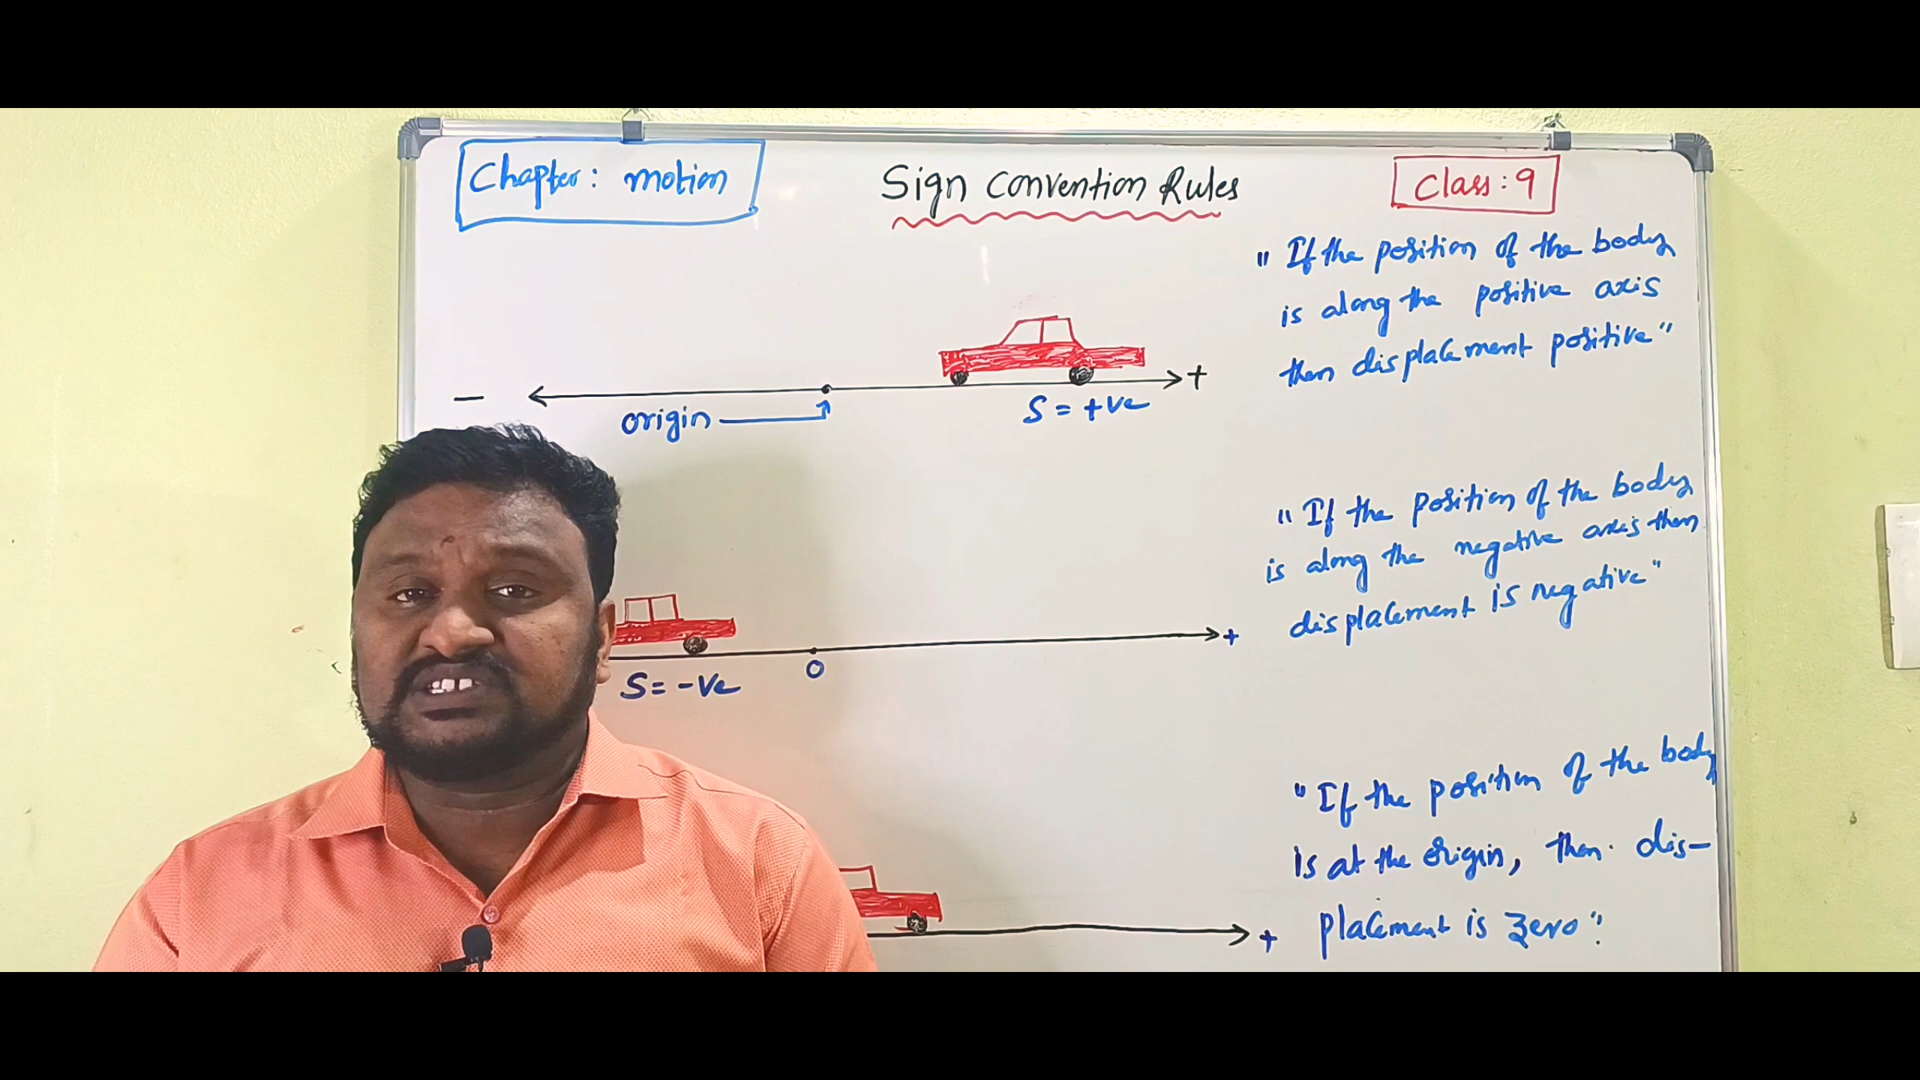 Chapter: motion
Sign Convention Rules
Class: 9
"If the position of the body
is along the positive axis
then displacement positive"
− +
origin
S = +ve
"If the position of the body
is along the negative axis then
displacement is negative"
+
S = -Ve
O
"If the position of the body
is at the origin, then dis-
placement is zero"
+